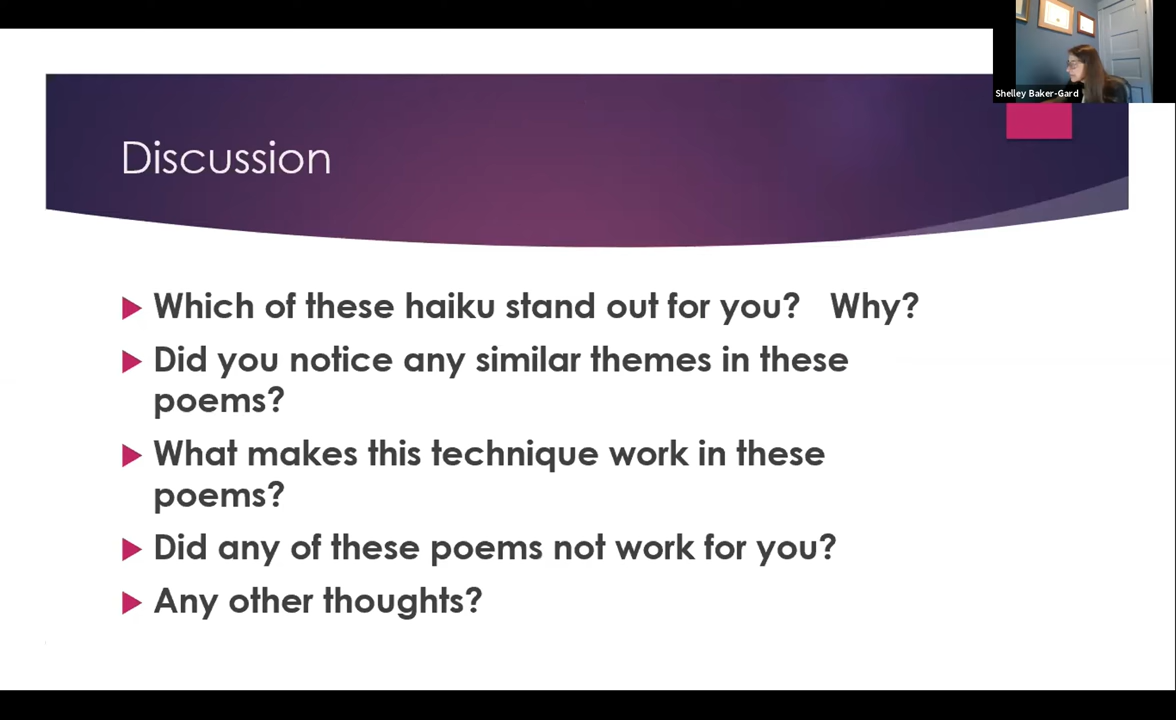 Shelley Baker-Gard
Discussion
Which of these haiku stand out for you? Why?
Did you notice any similar themes in these
poems?
What makes this technique work in these
poems?
Did any of these poems not work for you?
Any other thoughts?